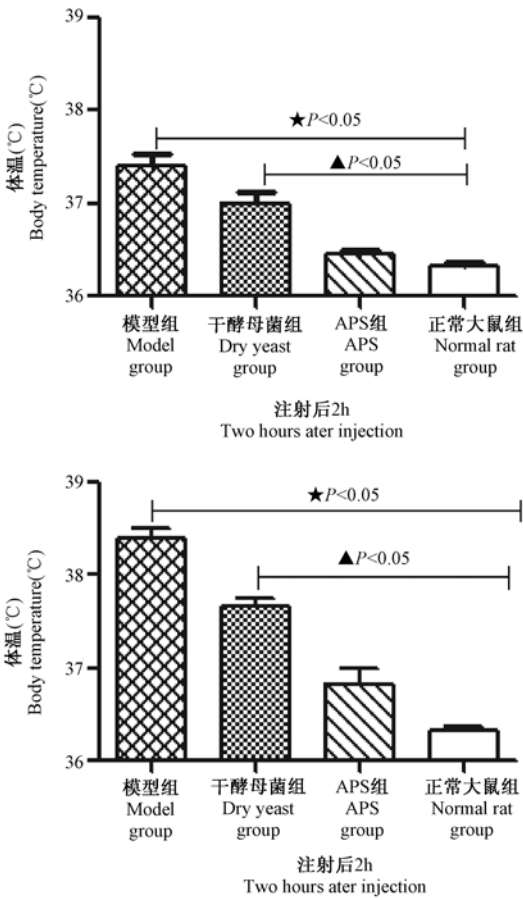 39
38
37
36
体温(℃)
Body temperature(℃)
★P<0.05
▲P<0.05
模型组
Model
group
干酵母菌组
Dry yeast
group
APS组
APS
group
正常大鼠组
Normal rat
group
注射后2h
Two hours ater injection
39
38
37
36
体温(℃)
Body temperature(℃)
★P<0.05
▲P<0.05
模型组
Model
group
干酵母菌组
Dry yeast
group
APS组
APS
group
正常大鼠组
Normal rat
group
注射后2h
Two hours ater injection